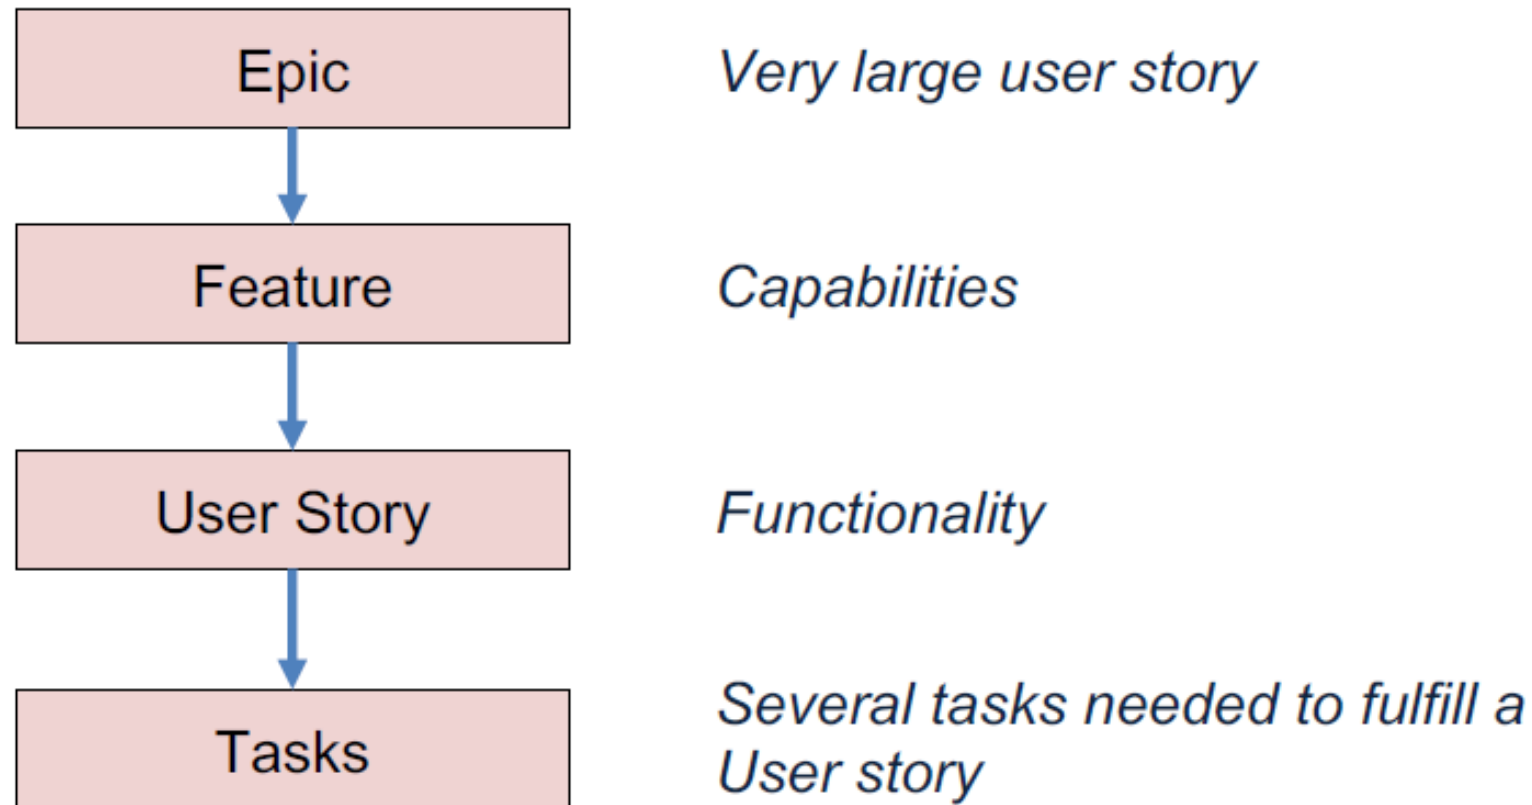 Epic
Very large user story
Feature
Capabilities
User Story
Functionality
Tasks
Several tasks needed to fulfill a
User story